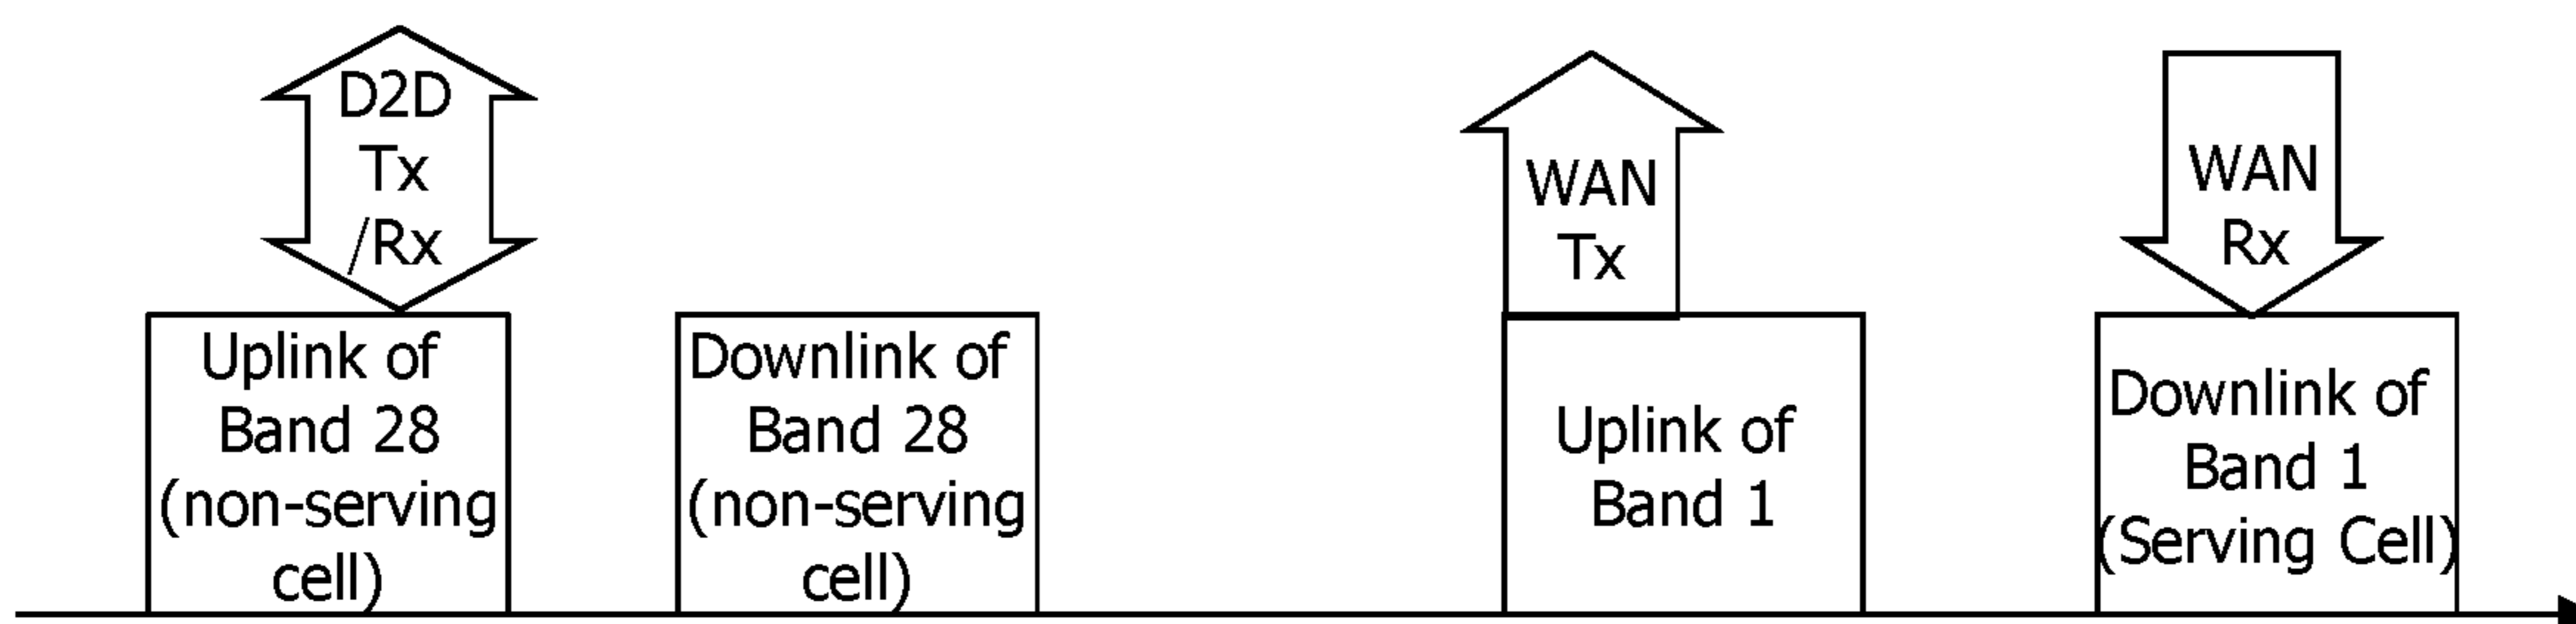 D2D
Tx
/Rx
WAN
Tx
WAN
Rx
Uplink of
Band 28
(non-serving
cell)
Downlink of
Band 28
(non-serving
cell)
Uplink of
Band 1
Downlink of
Band 1
(Serving Cell)